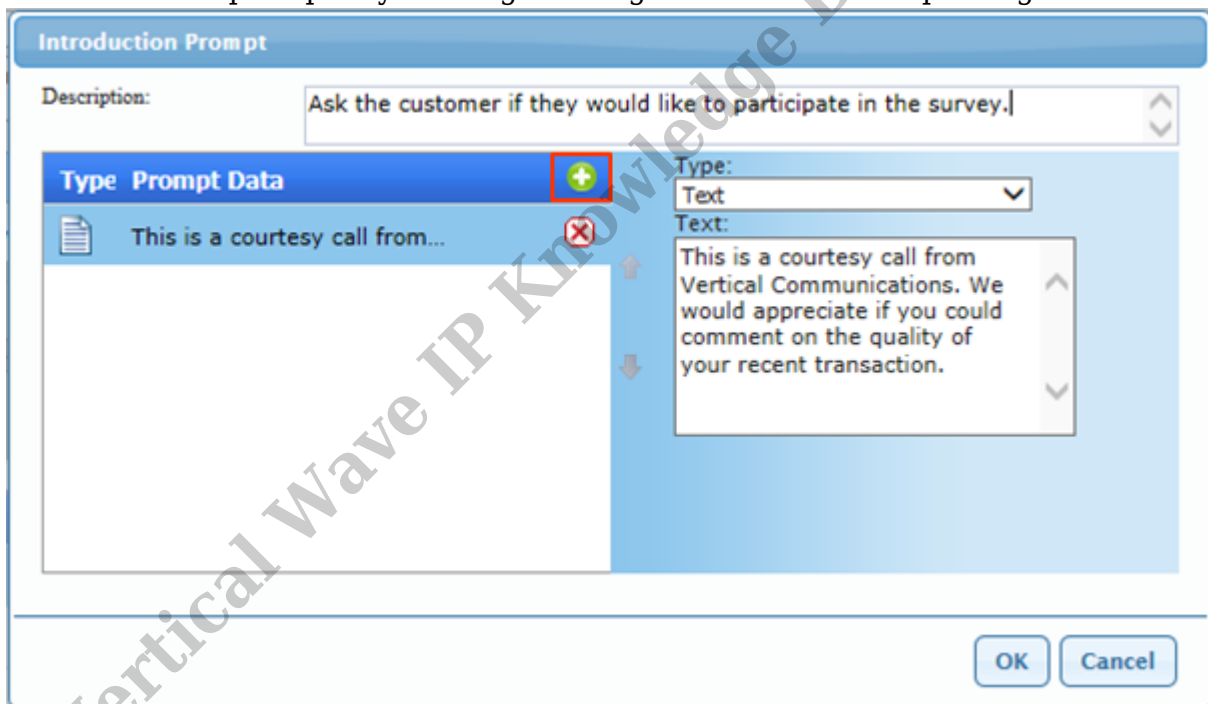 Introduction Prompt
Description:
Ask the customer if they would like to participate in the survey.
Type Prompt Data
This is a courtesy call from...
Type:
Text
Text:
This is a courtesy call from
Vertical Communications. We
would appreciate if you could
comment on the quality of
your recent transaction.
OK
Cancel
Vertical Wave IP Knowledge